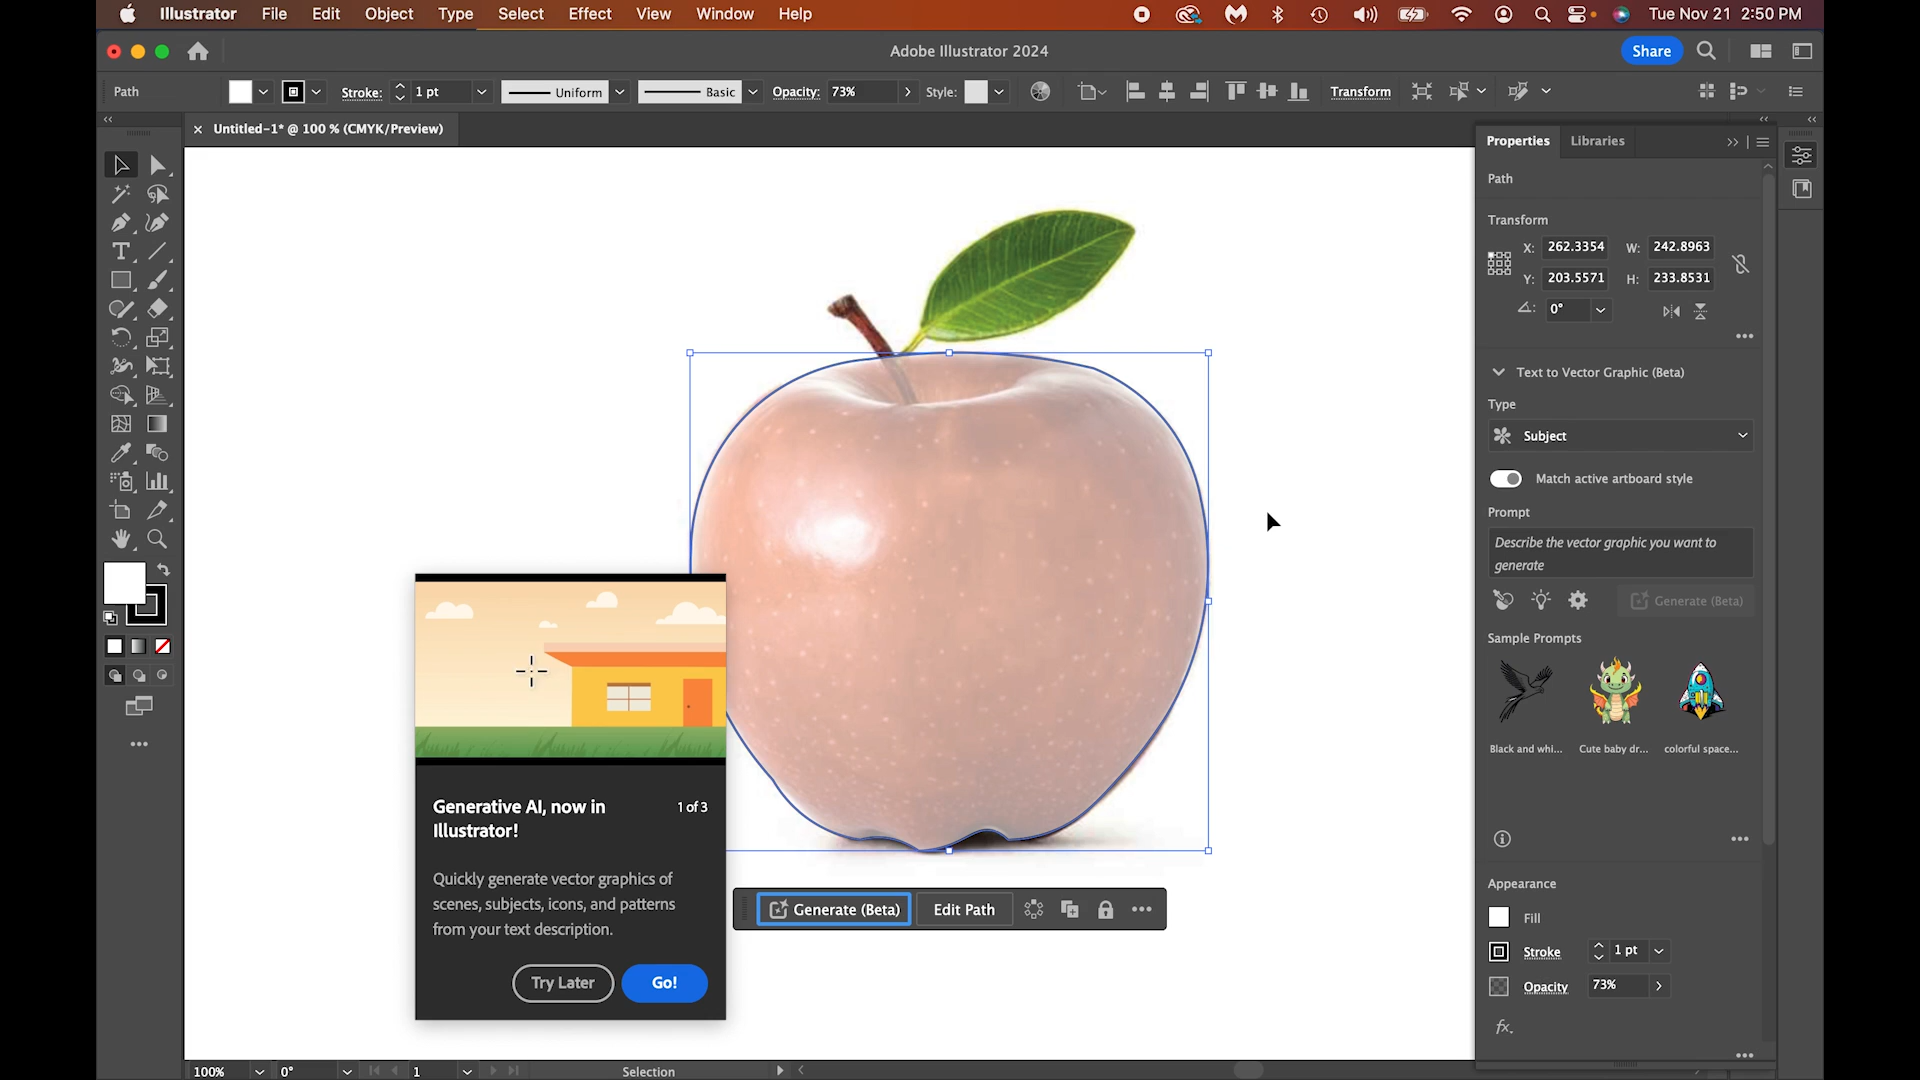 Illustrator File Edit Object Type Select Effect View Window Help Tue Nov 21 2:50 PM
Adobe Illustrator 2024
Share
Path Stroke: 1 pt Uniform Basic Opacity: 73% Style: Transform
Untitled-1* @ 100 % (CMYK/Preview)
Properties Libraries
Path
Transform
X: 262.3354 W: 242.8963
Y: 203.5571 H: 233.8531
0°
Text to Vector Graphic (Beta)
Type
Subject
Match active artboard style
Prompt
Describe the vector graphic you want to
generate
Generate (Beta)
Sample Prompts
Black and whi... Cute baby dr... colorful space...
Appearance
Fill
Stroke 1 pt
Opacity 73%
fx.
Generative AI, now in
Illustrator!
1 of 3
Quickly generate vector graphics of
scenes, subjects, icons, and patterns
from your text description.
Try Later Go!
Generate (Beta) Edit Path
100% 0° 1 Selection